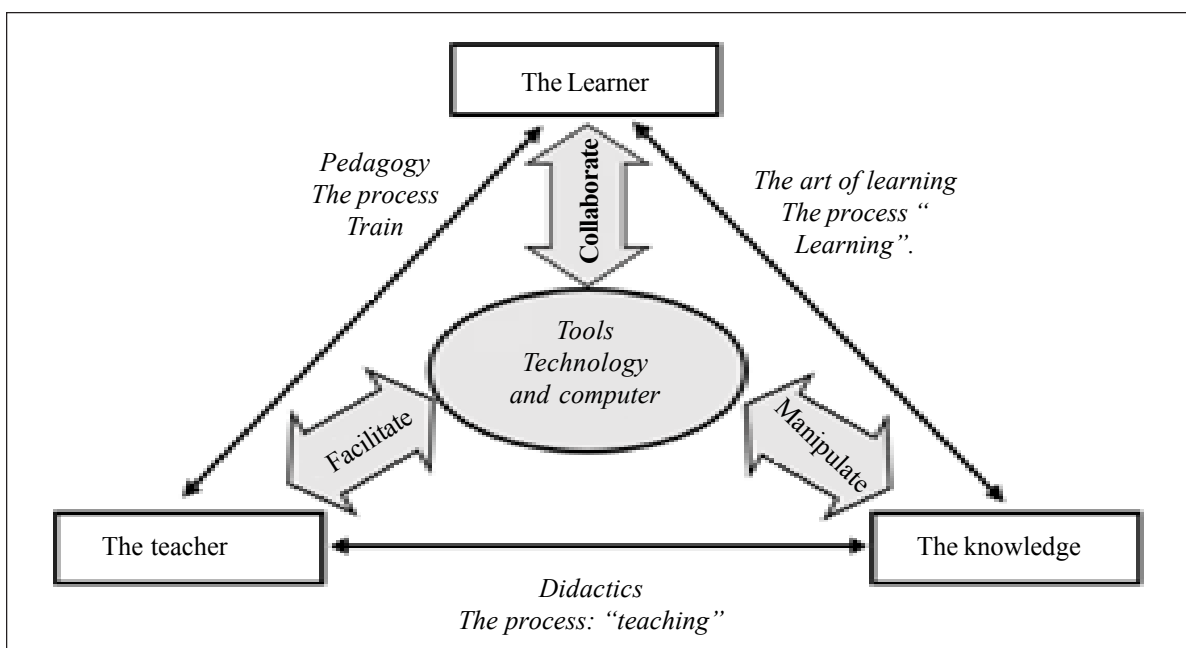 The Learner
Pedagogy
The process
Train
Collaborate
The art of learning
The process “
Learning”.
Tools
Technology
and computer
Facilitate
Manipulate
The teacher
The knowledge
Didactics
The process: “teaching”